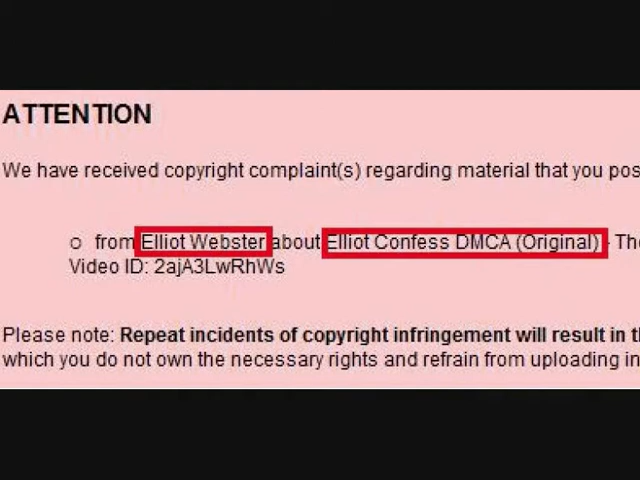 ATTENTION
We have received copyright complaint(s) regarding material that you pos
o from Elliot Webster about Elliot Confess DMCA (Original) - The
Video ID: 2ajA3LwRhWs
Please note: Repeat incidents of copyright infringement will result in th
which you do not own the necessary rights and refrain from uploading in